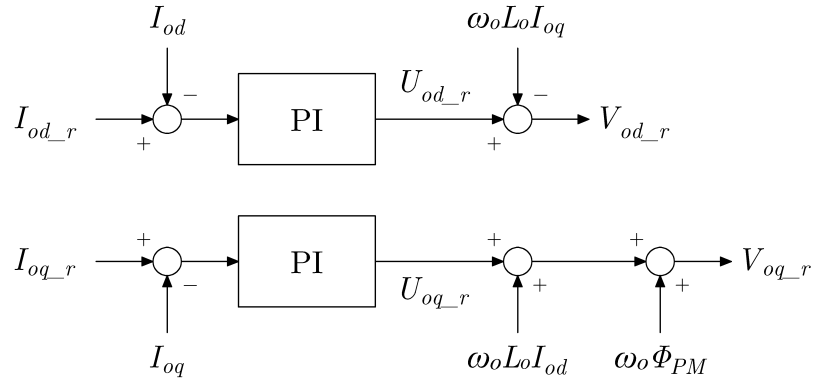 I_od ω_oL_oI_oq
− −
I_od_r PI U_od_r V_od_r
+ +
+ + +
I_oq_r PI U_oq_r V_oq_r
− + +
I_oq ω_oL_oI_od ω_oΦ_PM